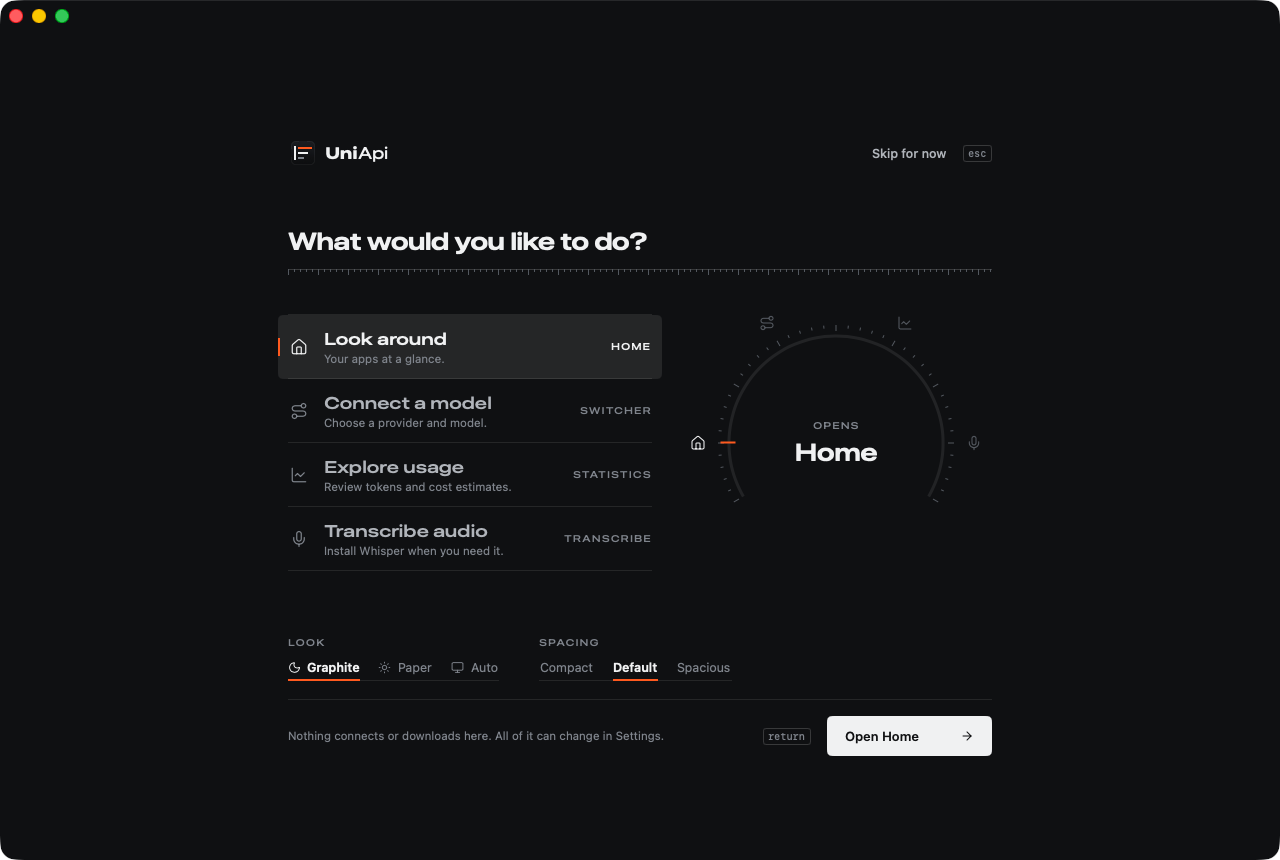 UniApi
Skip for now
esc
What would you like to do?
Look around
Your apps at a glance.
HOME
Connect a model
Choose a provider and model.
SWITCHER
Explore usage
Review tokens and cost estimates.
STATISTICS
Transcribe audio
Install Whisper when you need it.
TRANSCRIBE
OPENS
Home
LOOK
Graphite
Paper
Auto
SPACING
Compact
Default
Spacious
Nothing connects or downloads here. All of it can change in Settings.
return
Open Home